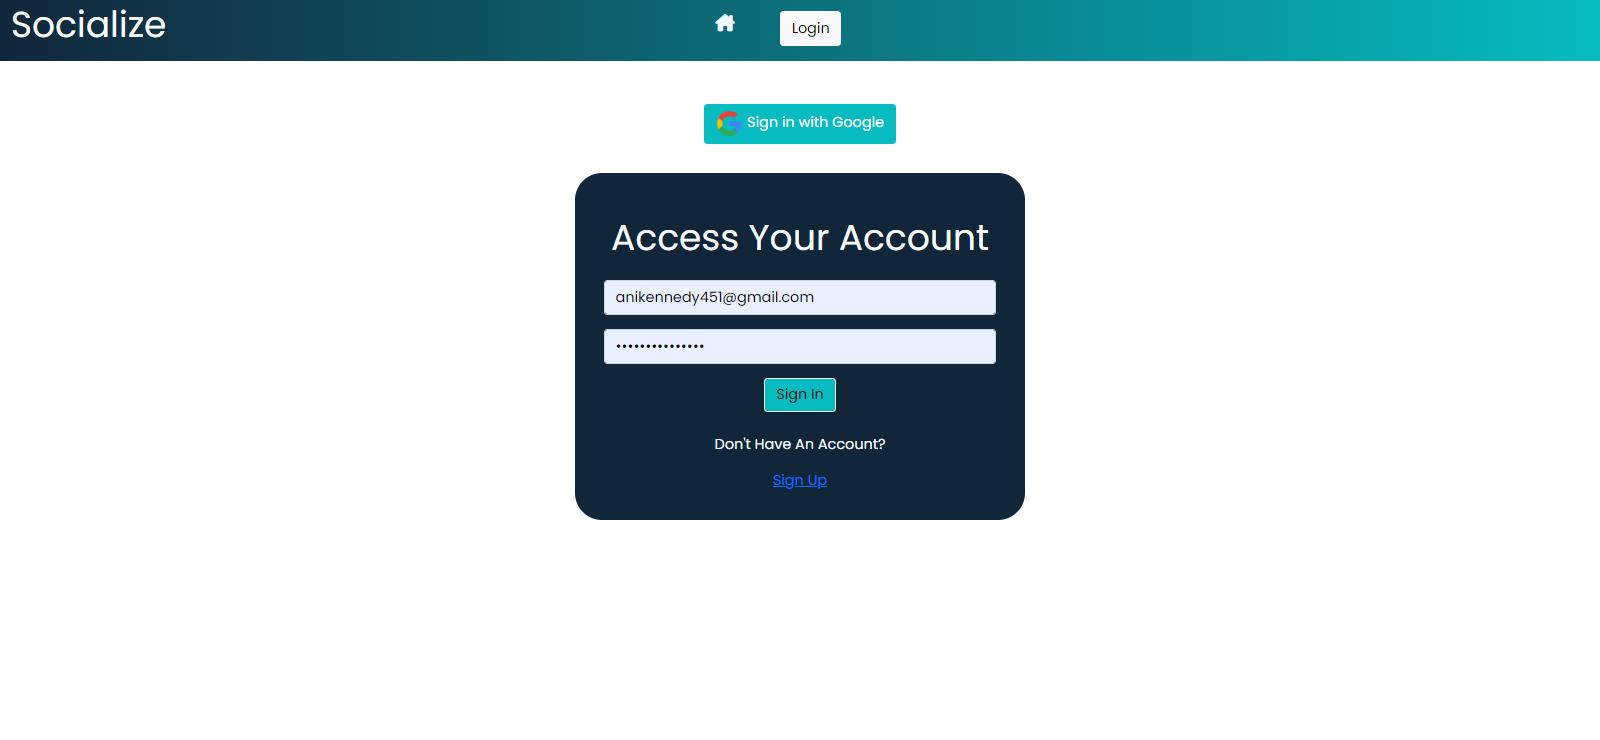 Socialize
Login
Sign in with Google
Access Your Account
anikennedy451@gmail.com
•••••••••••••••
Sign In
Don't Have An Account?
Sign Up